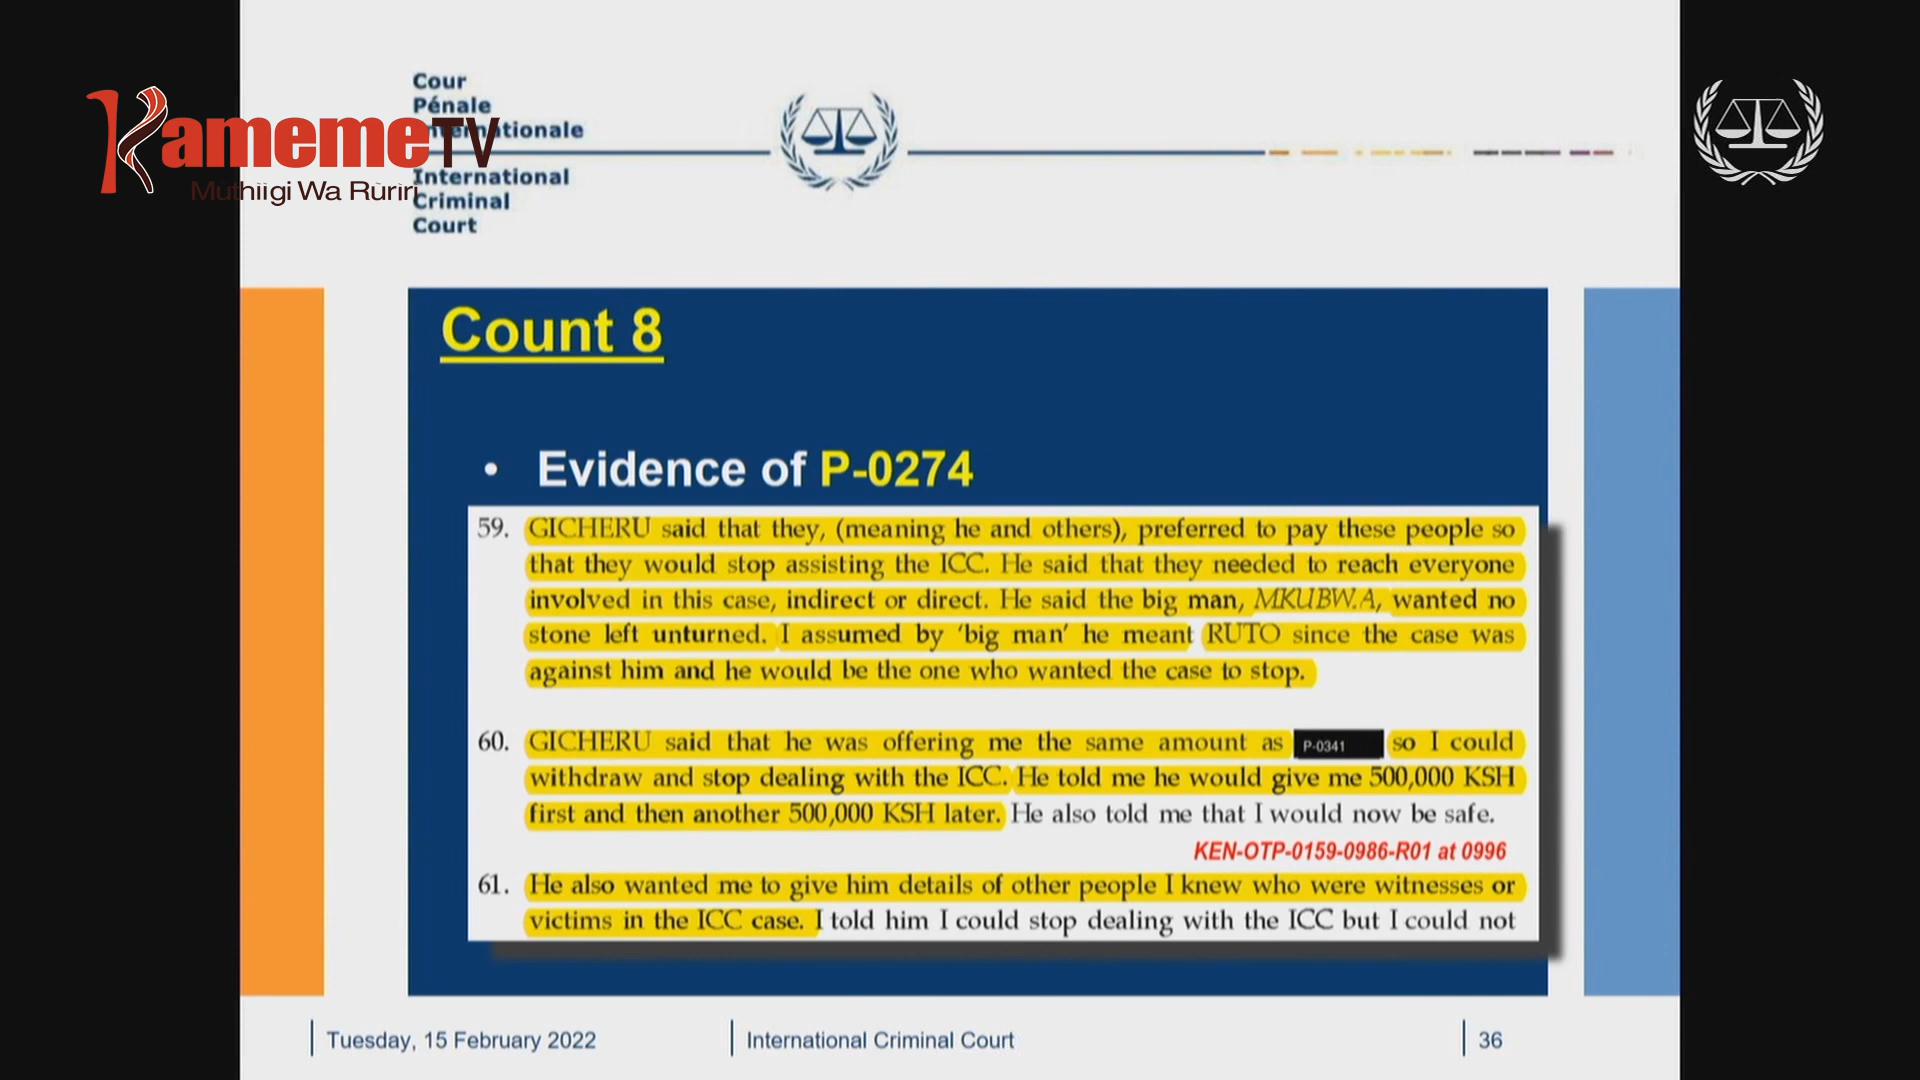 Cour
Pénale
Internationale
KamemeTV
Muthiigi Wa Rũrĩrĩ
International
Criminal
Court
Count 8
• Evidence of P-0274
59. GICHERU said that they, (meaning he and others), preferred to pay these people so
that they would stop assisting the ICC. He said that they needed to reach everyone
involved in this case, indirect or direct. He said the big man, MKUBWA, wanted no
stone left unturned. I assumed by ‘big man’ he meant RUTO since the case was
against him and he would be the one who wanted the case to stop.
60. GICHERU said that he was offering me the same amount as P-0341 so I could
withdraw and stop dealing with the ICC. He told me he would give me 500,000 KSH
first and then another 500,000 KSH later. He also told me that I would now be safe.
KEN-OTP-0159-0986-R01 at 0996
61. He also wanted me to give him details of other people I knew who were witnesses or
victims in the ICC case. I told him I could stop dealing with the ICC but I could not
Tuesday, 15 February 2022
International Criminal Court
36